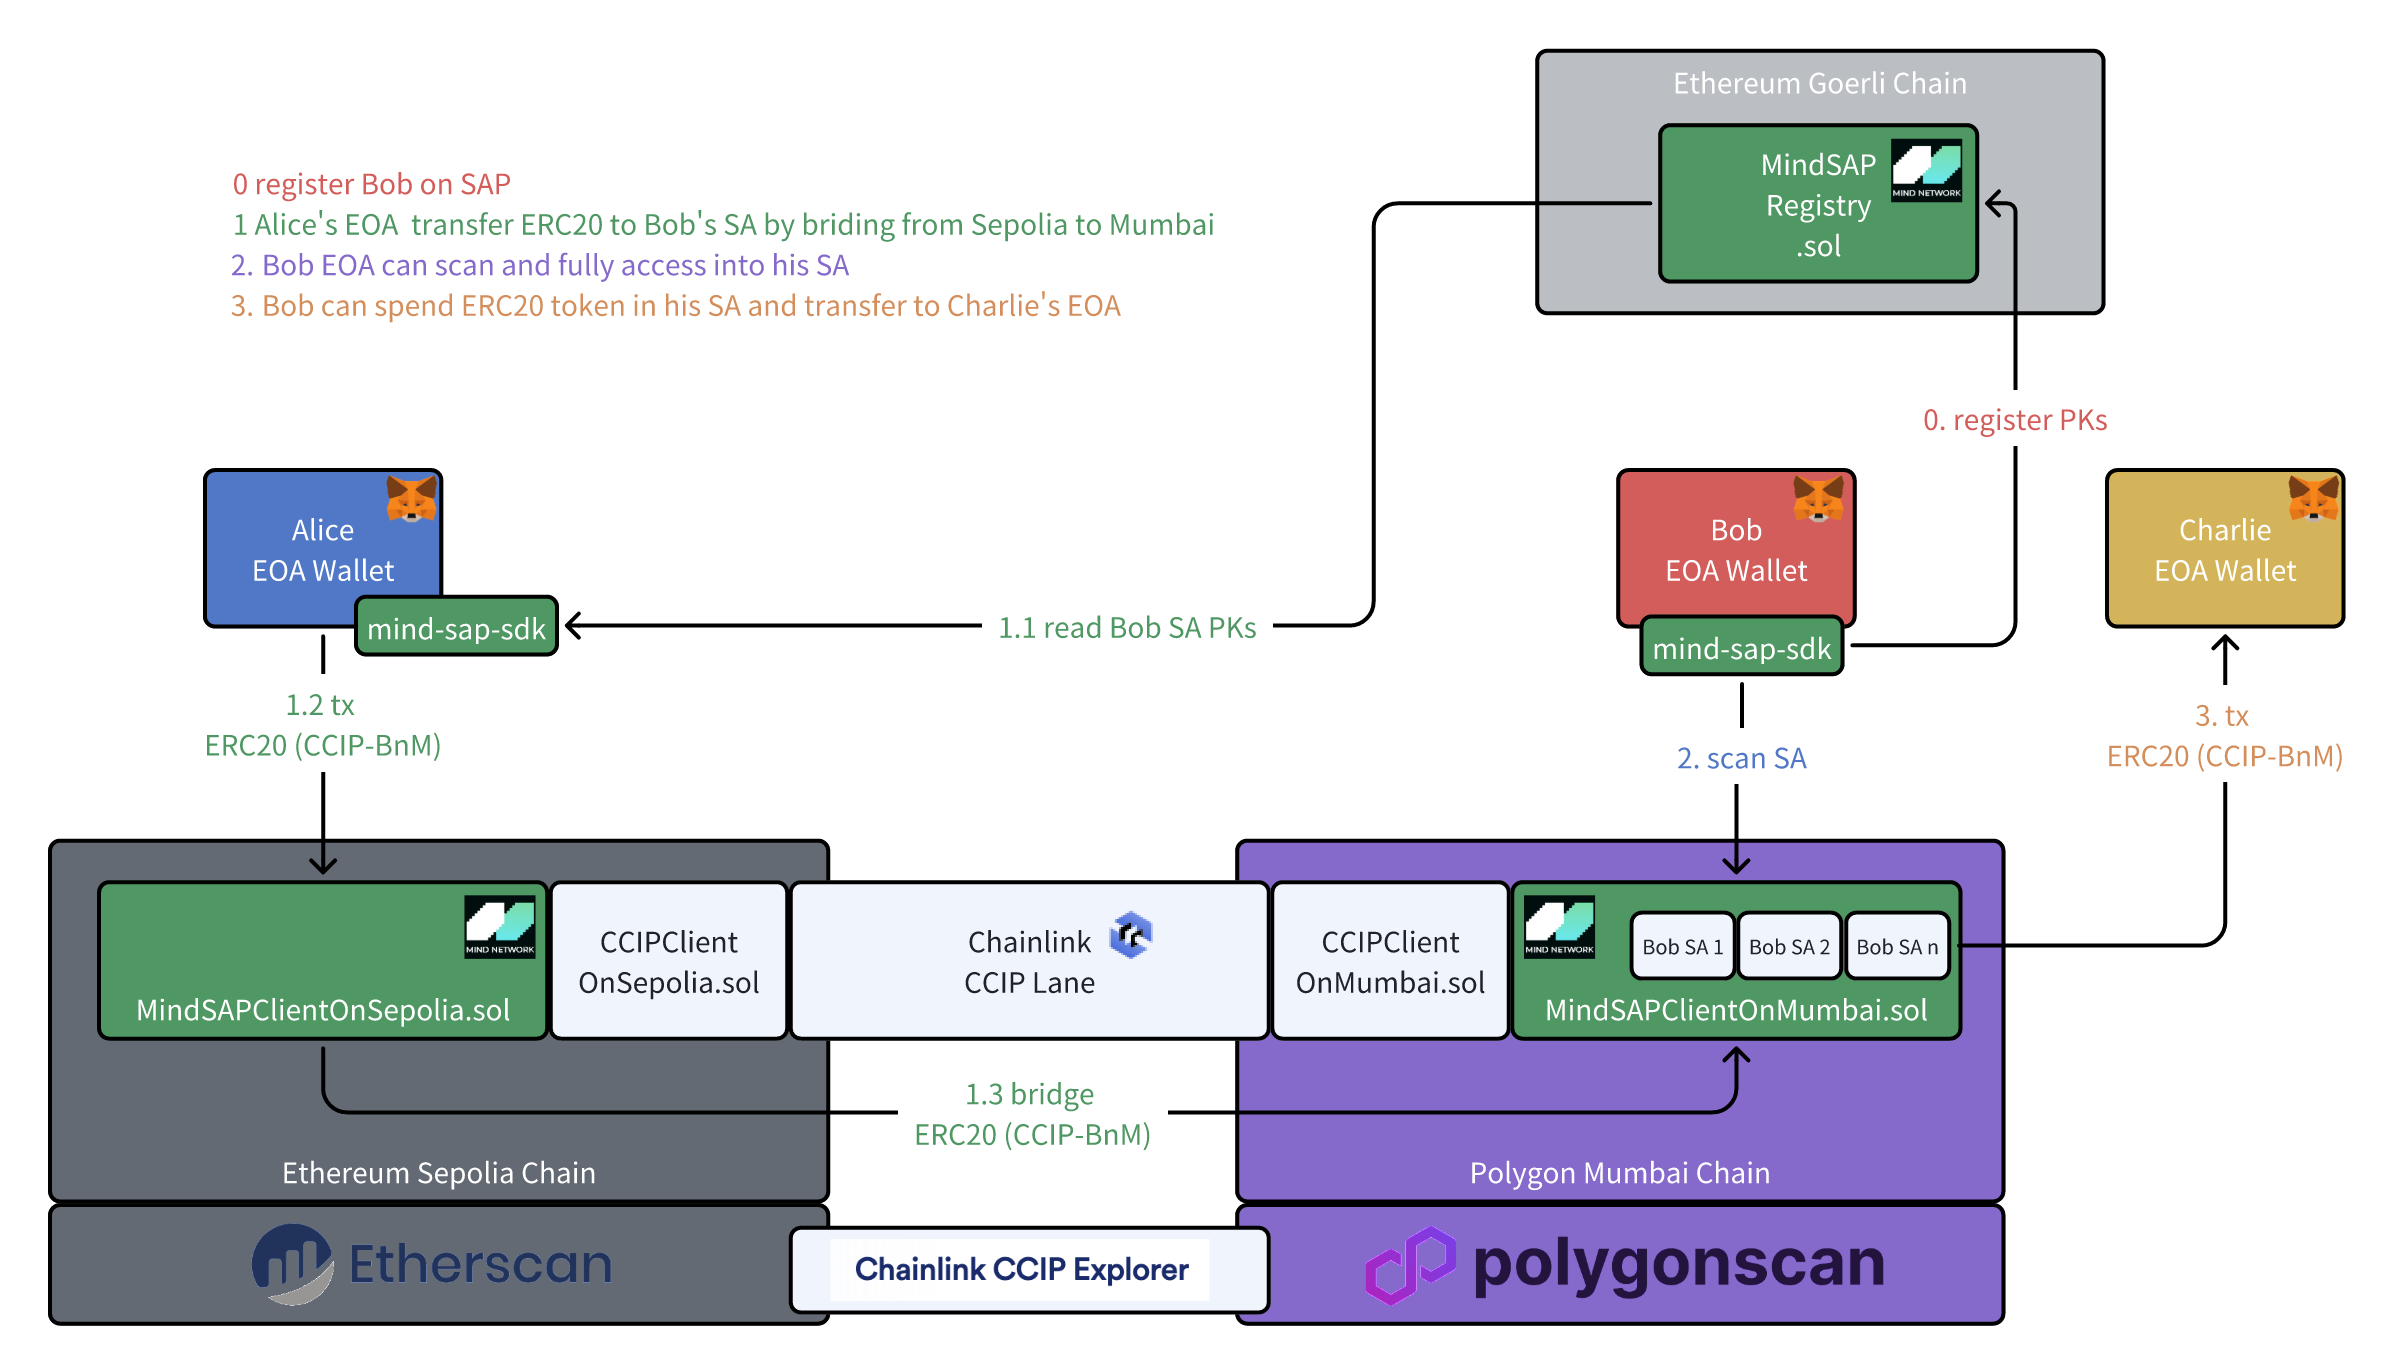 Ethereum Goerli Chain
MindSAP
Registry
.sol
MIND NETWORK
0 register Bob on SAP
1 Alice's EOA  transfer ERC20 to Bob's SA by briding from Sepolia to Mumbai
2. Bob EOA can scan and fully access into his SA
3. Bob can spend ERC20 token in his SA and transfer to Charlie's EOA
0. register PKs
Alice
EOA Wallet
mind-sap-sdk
1.1 read Bob SA PKs
Bob
EOA Wallet
mind-sap-sdk
Charlie
EOA Wallet
1.2 tx
ERC20 (CCIP-BnM)
2. scan SA
3. tx
ERC20 (CCIP-BnM)
MIND NETWORK
MindSAPClientOnSepolia.sol
CCIPClient
OnSepolia.sol
Chainlink
CCIP Lane
CCIPClient
OnMumbai.sol
MIND NETWORK
Bob SA 1
Bob SA 2
Bob SA n
MindSAPClientOnMumbai.sol
1.3 bridge
ERC20 (CCIP-BnM)
Ethereum Sepolia Chain
Polygon Mumbai Chain
Etherscan
Chainlink CCIP Explorer
polygonscan